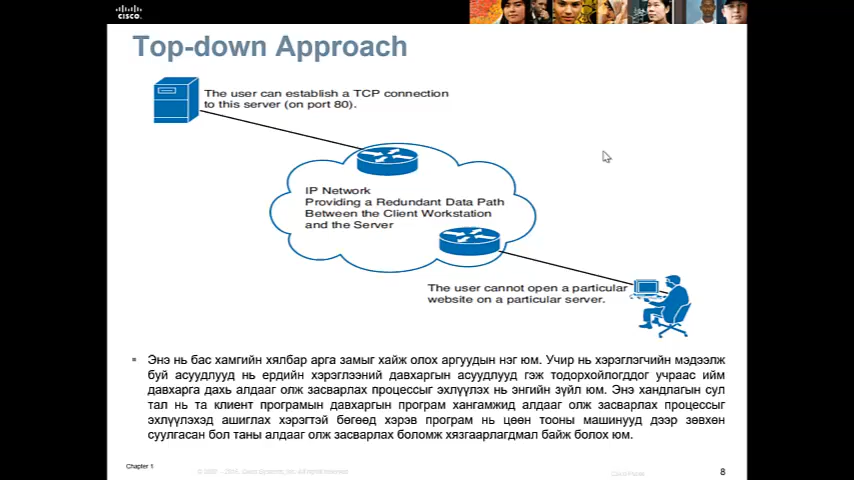 CISCO.
Top-down Approach
The user can establish a TCP connection
to this server (on port 80).
IP Network
Providing a Redundant Data Path
Between the Client Workstation
and the Server
The user cannot open a particular
website on a particular server.
Энэ нь бас хамгийн хялбар арга замыг хайж олох аргуудын нэг юм. Учир нь хэрэглэгчийн мэдээлж
буй асуудлууд нь ердийн хэрэглээний давхаргын асуудлууд гэж тодорхойлогддог учраас ийм
давхарга дахь алдааг олж засварлах процессыг эхлүүлэх нь энгийн зүйл юм. Энэ хандлагын сул
тал нь та клиент програмын давхаргын програм хангамжид алдааг олж засварлах процессыг
эхлүүлэхэд ашиглах хэрэгтэй бөгөөд хэрэв програм нь цөөн тооны машинууд дээр зөвхөн
суулгасан бол таны алдааг олж засварлах боломж хязгаарлагдмал байж болох юм.
Chapter 1
8